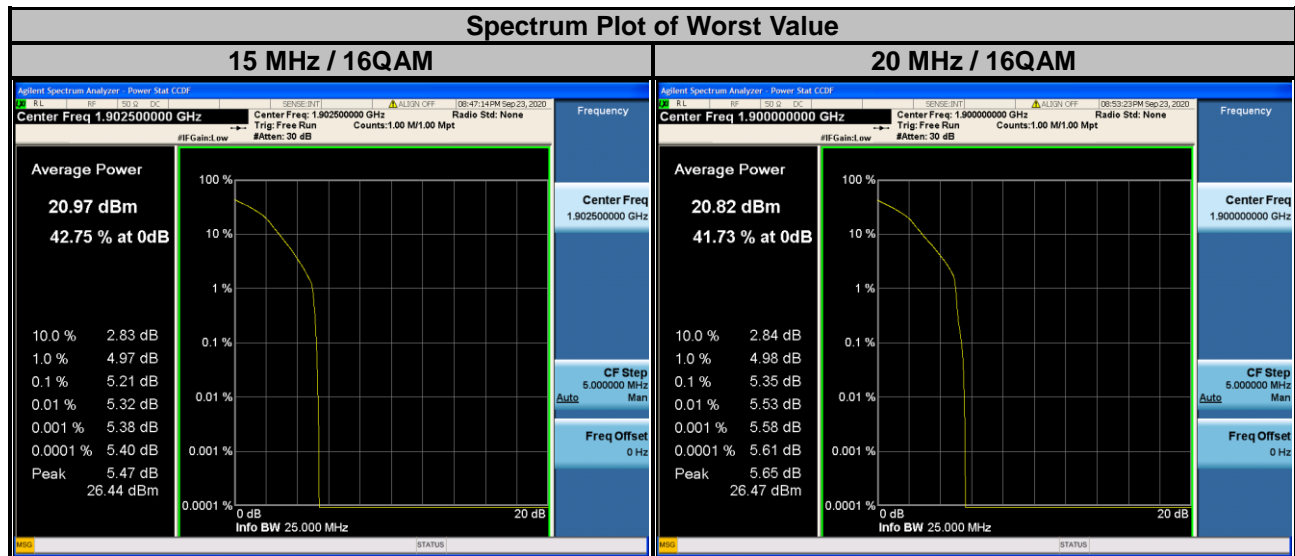 Spectrum Plot of Worst Value
15 MHz / 16QAM
20 MHz / 16QAM
Agilent Spectrum Analyzer - Power Stat CCDF
RL RF 50 Ω DC SENSE:INT ALIGN OFF 08:47:14 PM Sep 23, 2020
Center Freq 1.902500000 GHz
Center Freq: 1.902500000 GHz Radio Std: None
Trig: Free Run Counts:1.00 M/1.00 Mpt
#IFGain:Low #Atten: 30 dB
Average Power
20.97 dBm
42.75 % at 0dB
10.0 % 2.83 dB
1.0 % 4.97 dB
0.1 % 5.21 dB
0.01 % 5.32 dB
0.001 % 5.38 dB
0.0001 % 5.40 dB
Peak 5.47 dB
26.44 dBm
100 %
10 %
1 %
0.1 %
0.01 %
0.001 %
0.0001 %
0 dB 20 dB
Info BW 25.000 MHz
Frequency
Center Freq
1.902500000 GHz
CF Step
5.000000 MHz
Auto Man
Freq Offset
0 Hz
MSG STATUS
Agilent Spectrum Analyzer - Power Stat CCDF
RL RF 50 Ω DC SENSE:INT ALIGN OFF 08:53:23 PM Sep 23, 2020
Center Freq 1.900000000 GHz
Center Freq: 1.900000000 GHz Radio Std: None
Trig: Free Run Counts:1.00 M/1.00 Mpt
#IFGain:Low #Atten: 30 dB
Average Power
20.82 dBm
41.73 % at 0dB
10.0 % 2.84 dB
1.0 % 4.98 dB
0.1 % 5.35 dB
0.01 % 5.53 dB
0.001 % 5.58 dB
0.0001 % 5.61 dB
Peak 5.65 dB
26.47 dBm
100 %
10 %
1 %
0.1 %
0.01 %
0.001 %
0.0001 %
0 dB 20 dB
Info BW 25.000 MHz
Frequency
Center Freq
1.900000000 GHz
CF Step
5.000000 MHz
Auto Man
Freq Offset
0 Hz
MSG STATUS